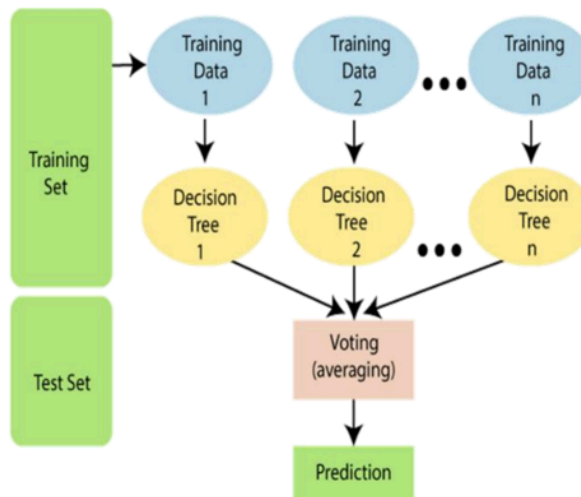 Training
Set
Test Set
Training
Data
1
Training
Data
2
Training
Data
n
Decision
Tree
1
Decision
Tree
2
Decision
Tree
n
Voting
(averaging)
Prediction